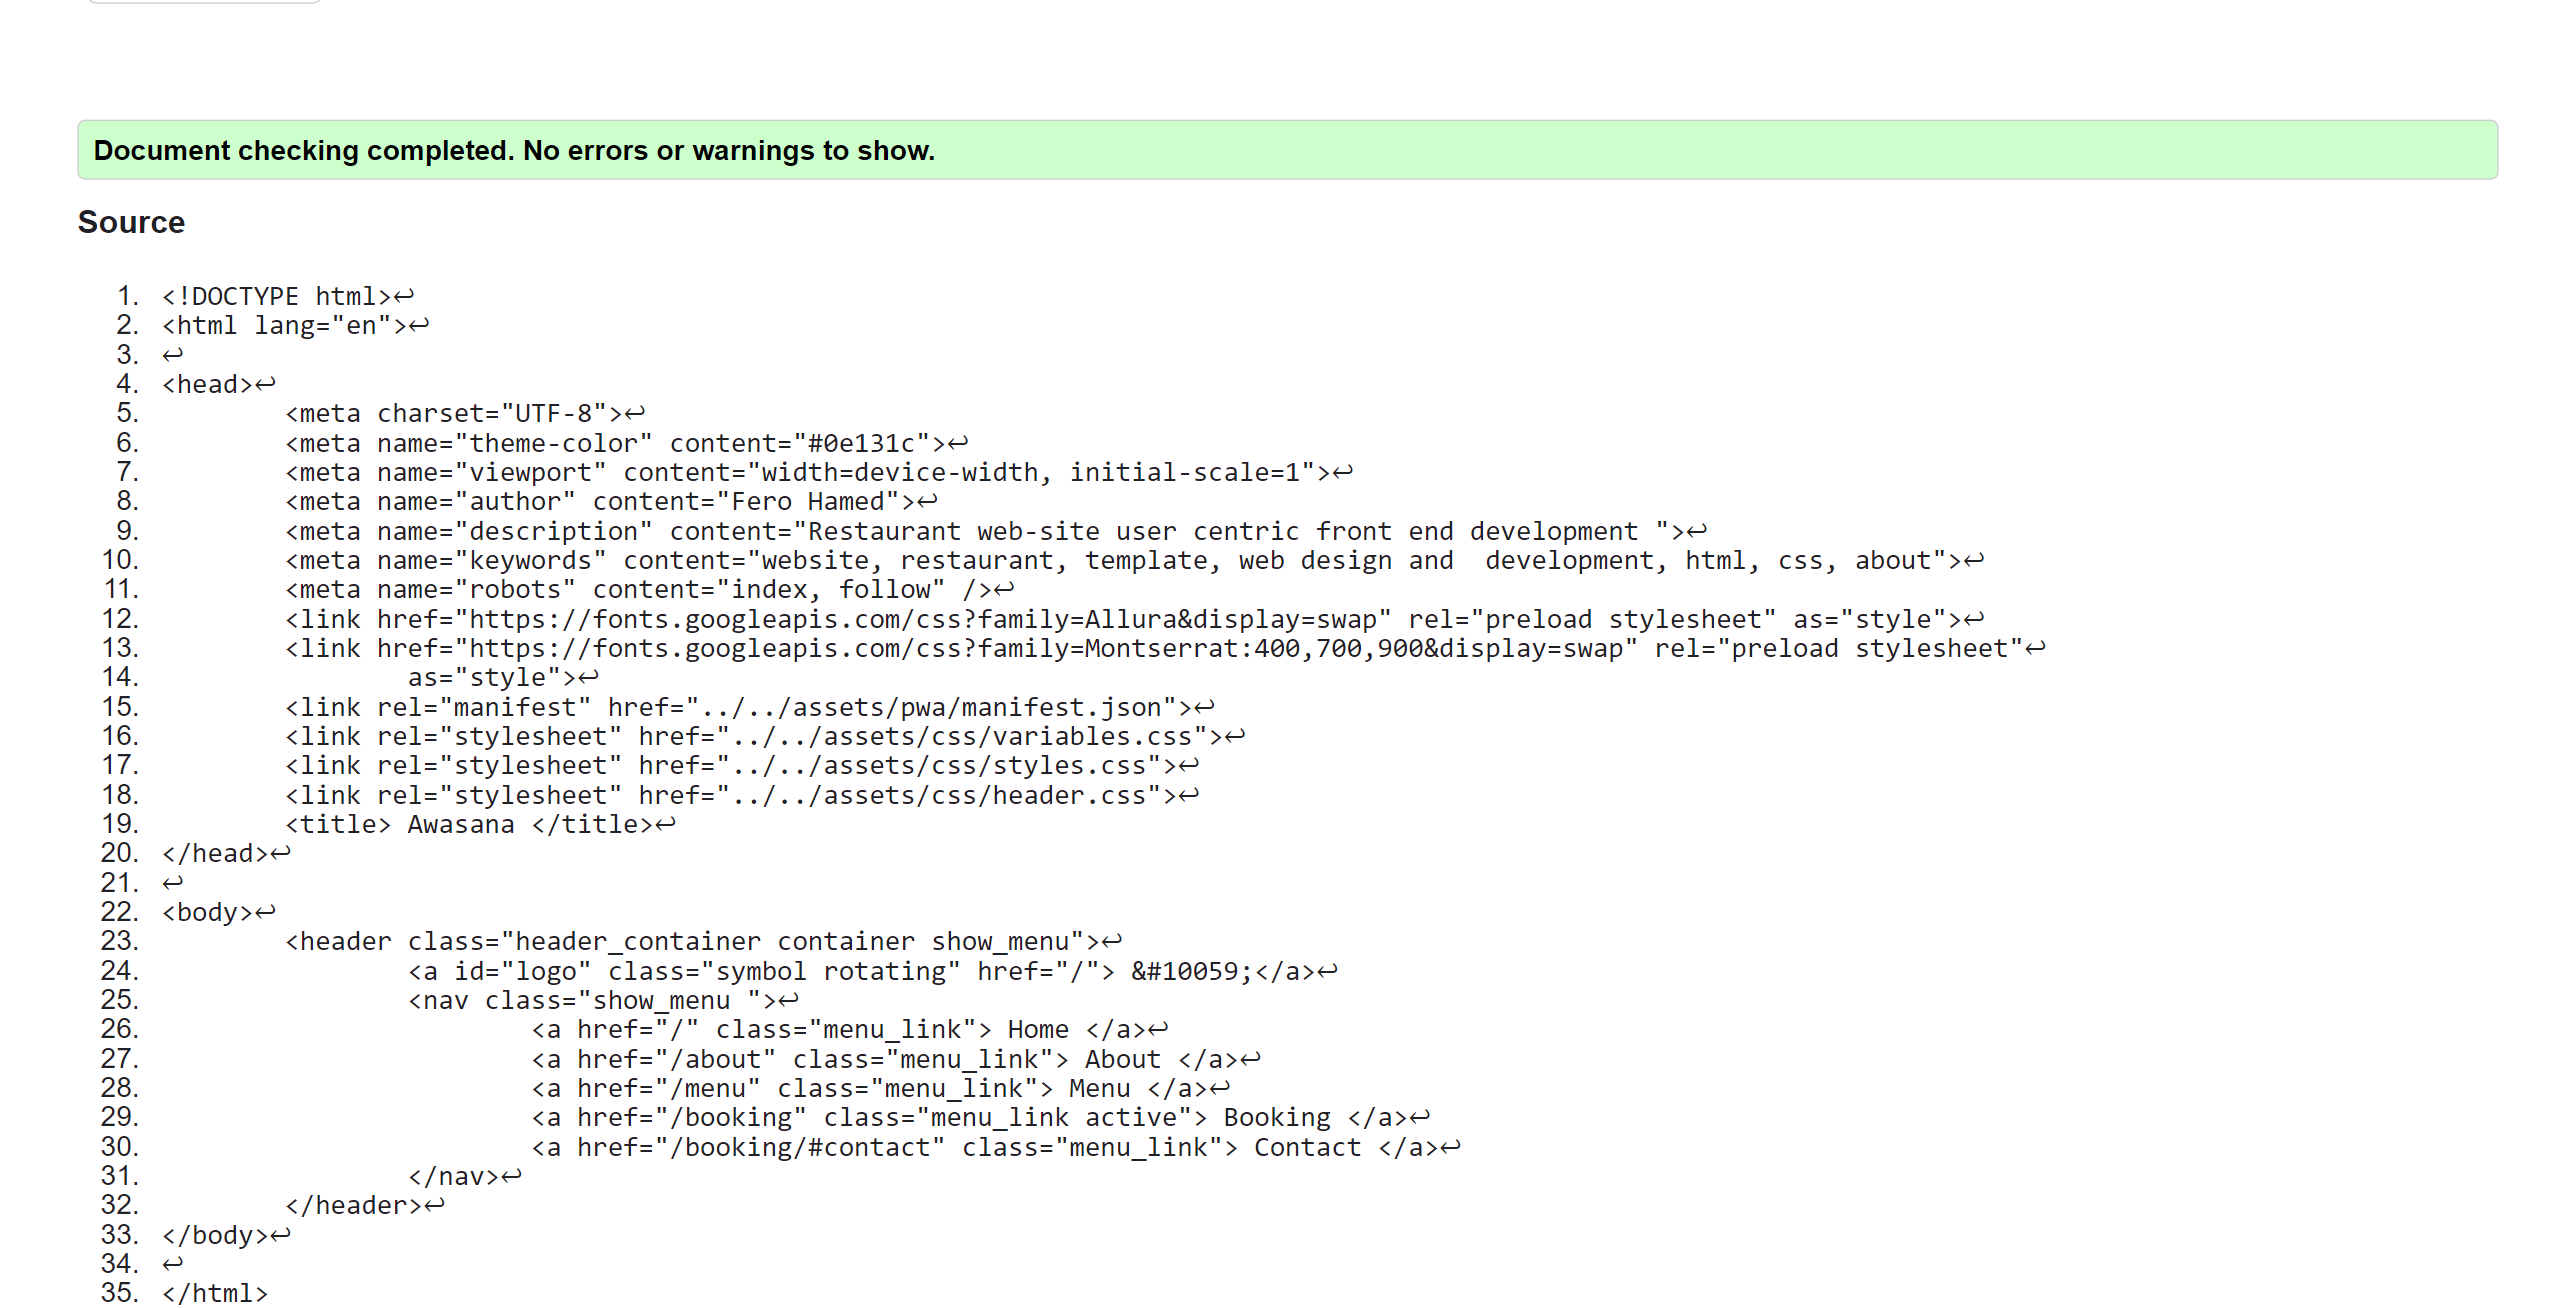 Document checking completed. No errors or warnings to show.
Source
1. <!DOCTYPE html>↩
2. <html lang="en">↩
3. ↩
4. <head>↩
5. <meta charset="UTF-8">↩
6. <meta name="theme-color" content="#0e131c">↩
7. <meta name="viewport" content="width=device-width, initial-scale=1">↩
8. <meta name="author" content="Fero Hamed">↩
9. <meta name="description" content="Restaurant web-site user centric front end development ">↩
10. <meta name="keywords" content="website, restaurant, template, web design and  development, html, css, about">↩
11. <meta name="robots" content="index, follow" />↩
12. <link href="https://fonts.googleapis.com/css?family=Allura&display=swap" rel="preload stylesheet" as="style">↩
13. <link href="https://fonts.googleapis.com/css?family=Montserrat:400,700,900&display=swap" rel="preload stylesheet"↩
14. as="style">↩
15. <link rel="manifest" href="../../assets/pwa/manifest.json">↩
16. <link rel="stylesheet" href="../../assets/css/variables.css">↩
17. <link rel="stylesheet" href="../../assets/css/styles.css">↩
18. <link rel="stylesheet" href="../../assets/css/header.css">↩
19. <title> Awasana </title>↩
20. </head>↩
21. ↩
22. <body>↩
23. <header class="header_container container show_menu">↩
24. <a id="logo" class="symbol rotating" href="/"> &#10059;</a>↩
25. <nav class="show_menu ">↩
26. <a href="/" class="menu_link"> Home </a>↩
27. <a href="/about" class="menu_link"> About </a>↩
28. <a href="/menu" class="menu_link"> Menu </a>↩
29. <a href="/booking" class="menu_link active"> Booking </a>↩
30. <a href="/booking/#contact" class="menu_link"> Contact </a>↩
31. </nav>↩
32. </header>↩
33. </body>↩
34. ↩
35. </html>